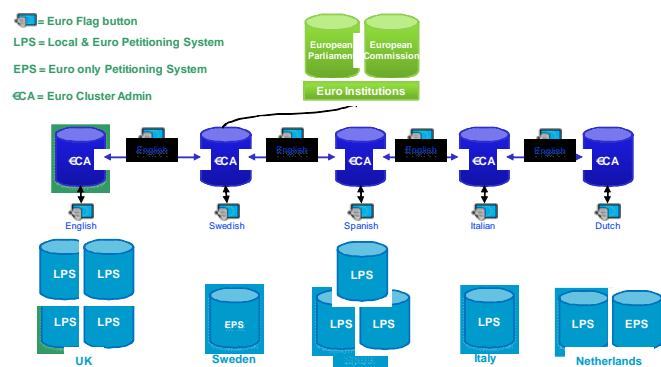 = Euro Flag button
LPS = Local & Euro Petitioning System
EPS = Euro only Petitioning System
€CA = Euro Cluster Admin
European Parliament
European Commission
Euro Institutions
€CA
English
€CA
English
€CA
English
€CA
English
€CA
English
Swedish
Spanish
Italian
Dutch
LPS LPS
LPS LPS
UK
EPS
Sweden
LPS
LPS LPS
LPS
Italy
LPS EPS
Netherlands